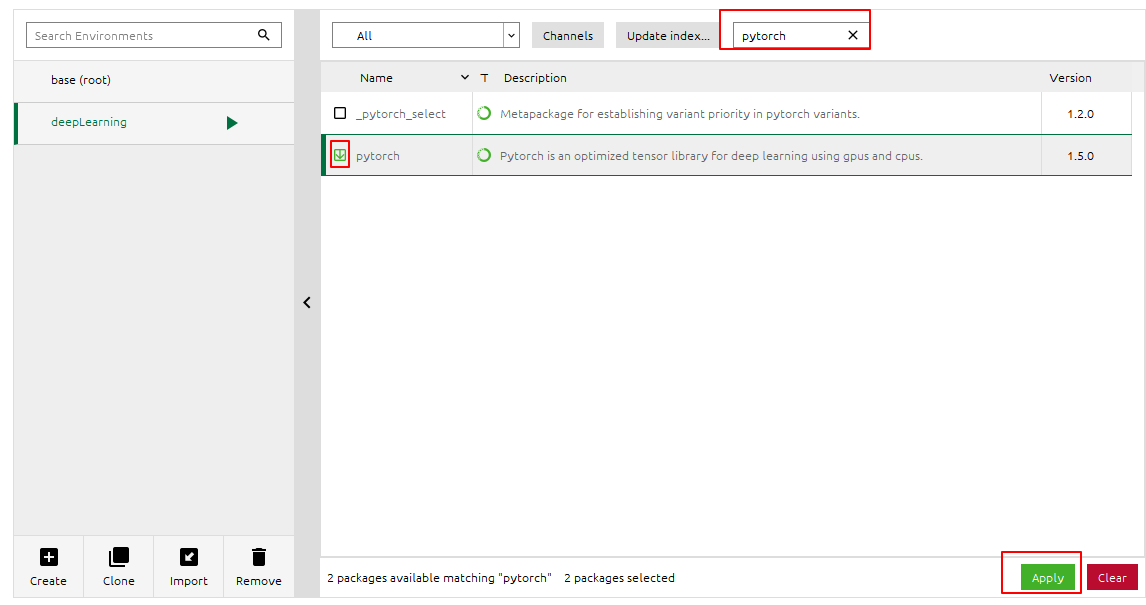 Search Environments
base (root)
deepLearning
Create
Clone
Import
Remove
All
Channels
Update index...
pytorch
Name
T
Description
Version
_pytorch_select
Metapackage for establishing variant priority in pytorch variants.
1.2.0
pytorch
Pytorch is an optimized tensor library for deep learning using gpus and cpus.
1.5.0
2 packages available matching "pytorch" 2 packages selected
Apply
Clear